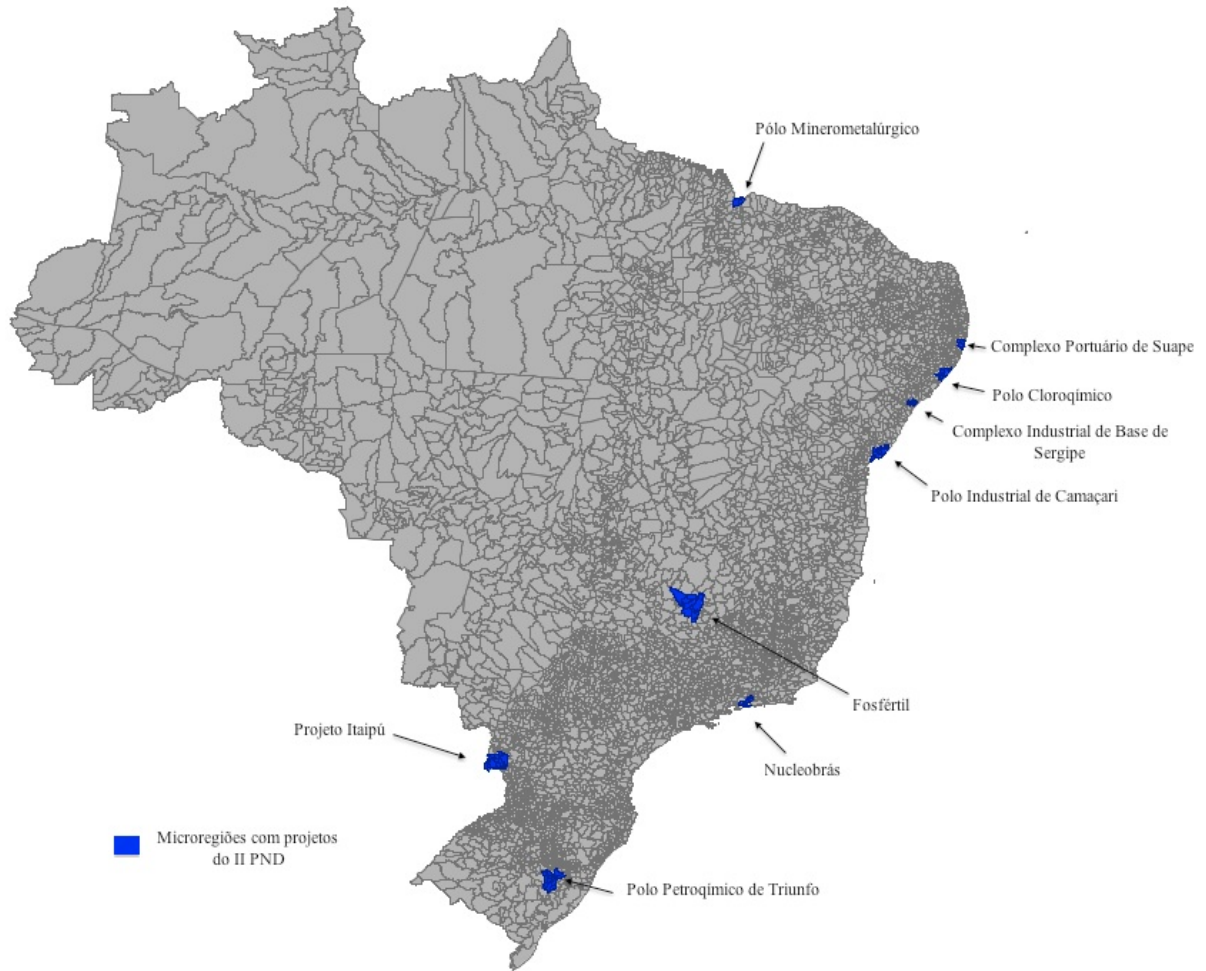 Pólo Minerometalúrgico
Complexo Portuário de Suape
Polo Cloroqímico
Complexo Industrial de Base de
Sergipe
Polo Industrial de Camaçari
Fosfértil
Projeto Itaipú
Nucleobrás
Microregiões com projetos
do II PND
Polo Petroqímico de Triunfo